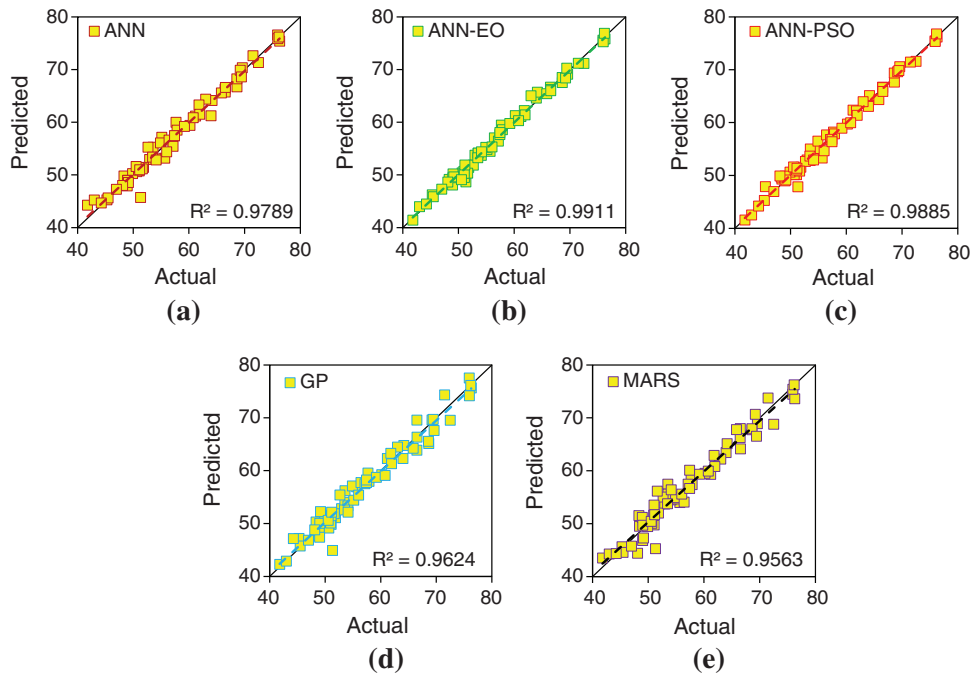 80
70
60
50
40
Predicted
ANN
R² = 0.9789
40 50 60 70 80
Actual
(a)
80
70
60
50
40
Predicted
ANN-EO
R² = 0.9911
40 50 60 70 80
Actual
(b)
80
70
60
50
40
Predicted
ANN-PSO
R² = 0.9885
40 50 60 70 80
Actual
(c)
80
70
60
50
40
Predicted
GP
R² = 0.9624
40 50 60 70 80
Actual
(d)
80
70
60
50
40
Predicted
MARS
R² = 0.9563
40 50 60 70 80
Actual
(e)